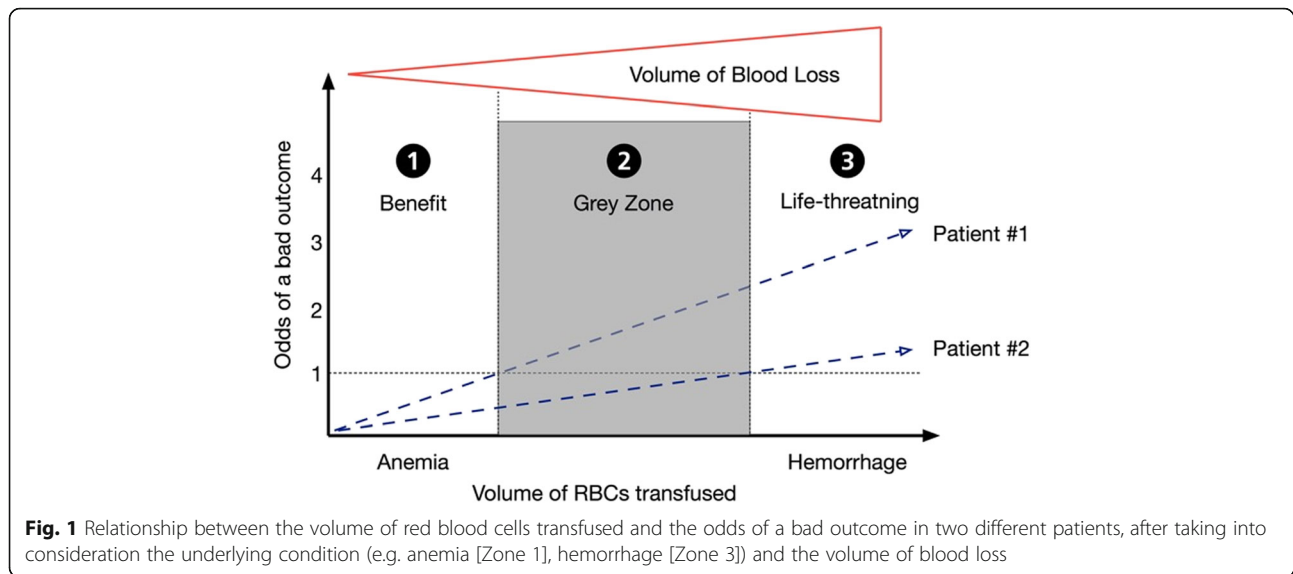 Volume of Blood Loss
Odds of a bad outcome
4
3
2
1
1
Benefit
2
Grey Zone
3
Life-threatning
Patient #1
Patient #2
Anemia
Hemorrhage
Volume of RBCs transfused
Fig. 1 Relationship between the volume of red blood cells transfused and the odds of a bad outcome in two different patients, after taking into
consideration the underlying condition (e.g. anemia [Zone 1], hemorrhage [Zone 3]) and the volume of blood loss